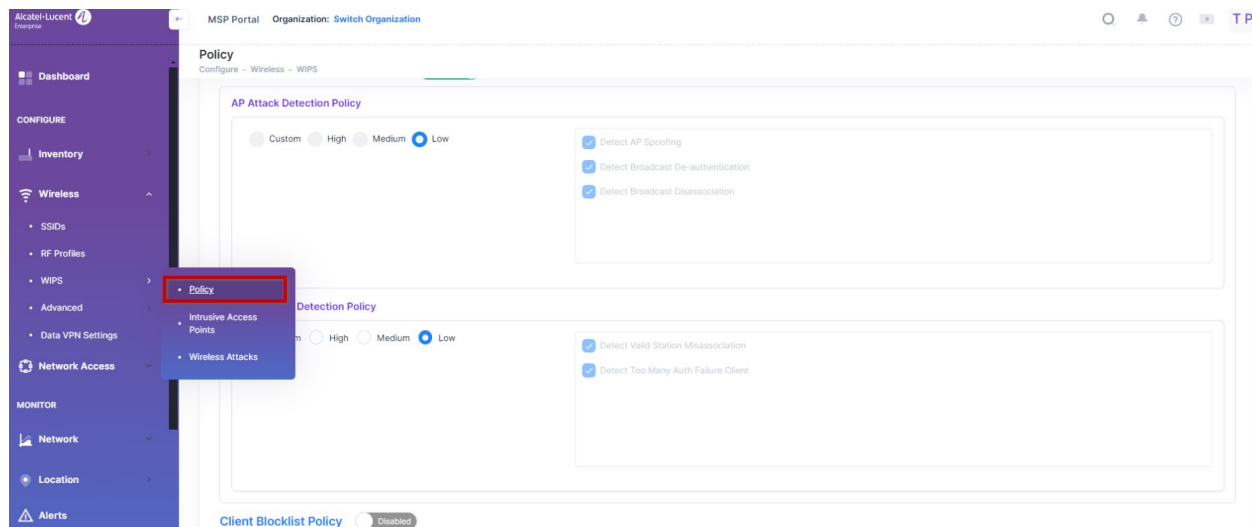 Alcatel·Lucent
Enterprise
MSP Portal Organization: Switch Organization
T P
Policy
Configure - Wireless - WIPS
Dashboard
CONFIGURE
Inventory
Wireless
SSIDs
RF Profiles
WIPS
Advanced
Data VPN Settings
Network Access
MONITOR
Network
Location
Alerts
Policy
Intrusive Access
Points
Wireless Attacks
AP Attack Detection Policy
Custom High Medium Low
Detect AP Spoofing
Detect Broadcast De-authentication
Detect Broadcast Disassociation
Detection Policy
High Medium Low
Detect Valid Station Misassociation
Detect Too Many Auth Failure Client
Client Blocklist Policy Disabled